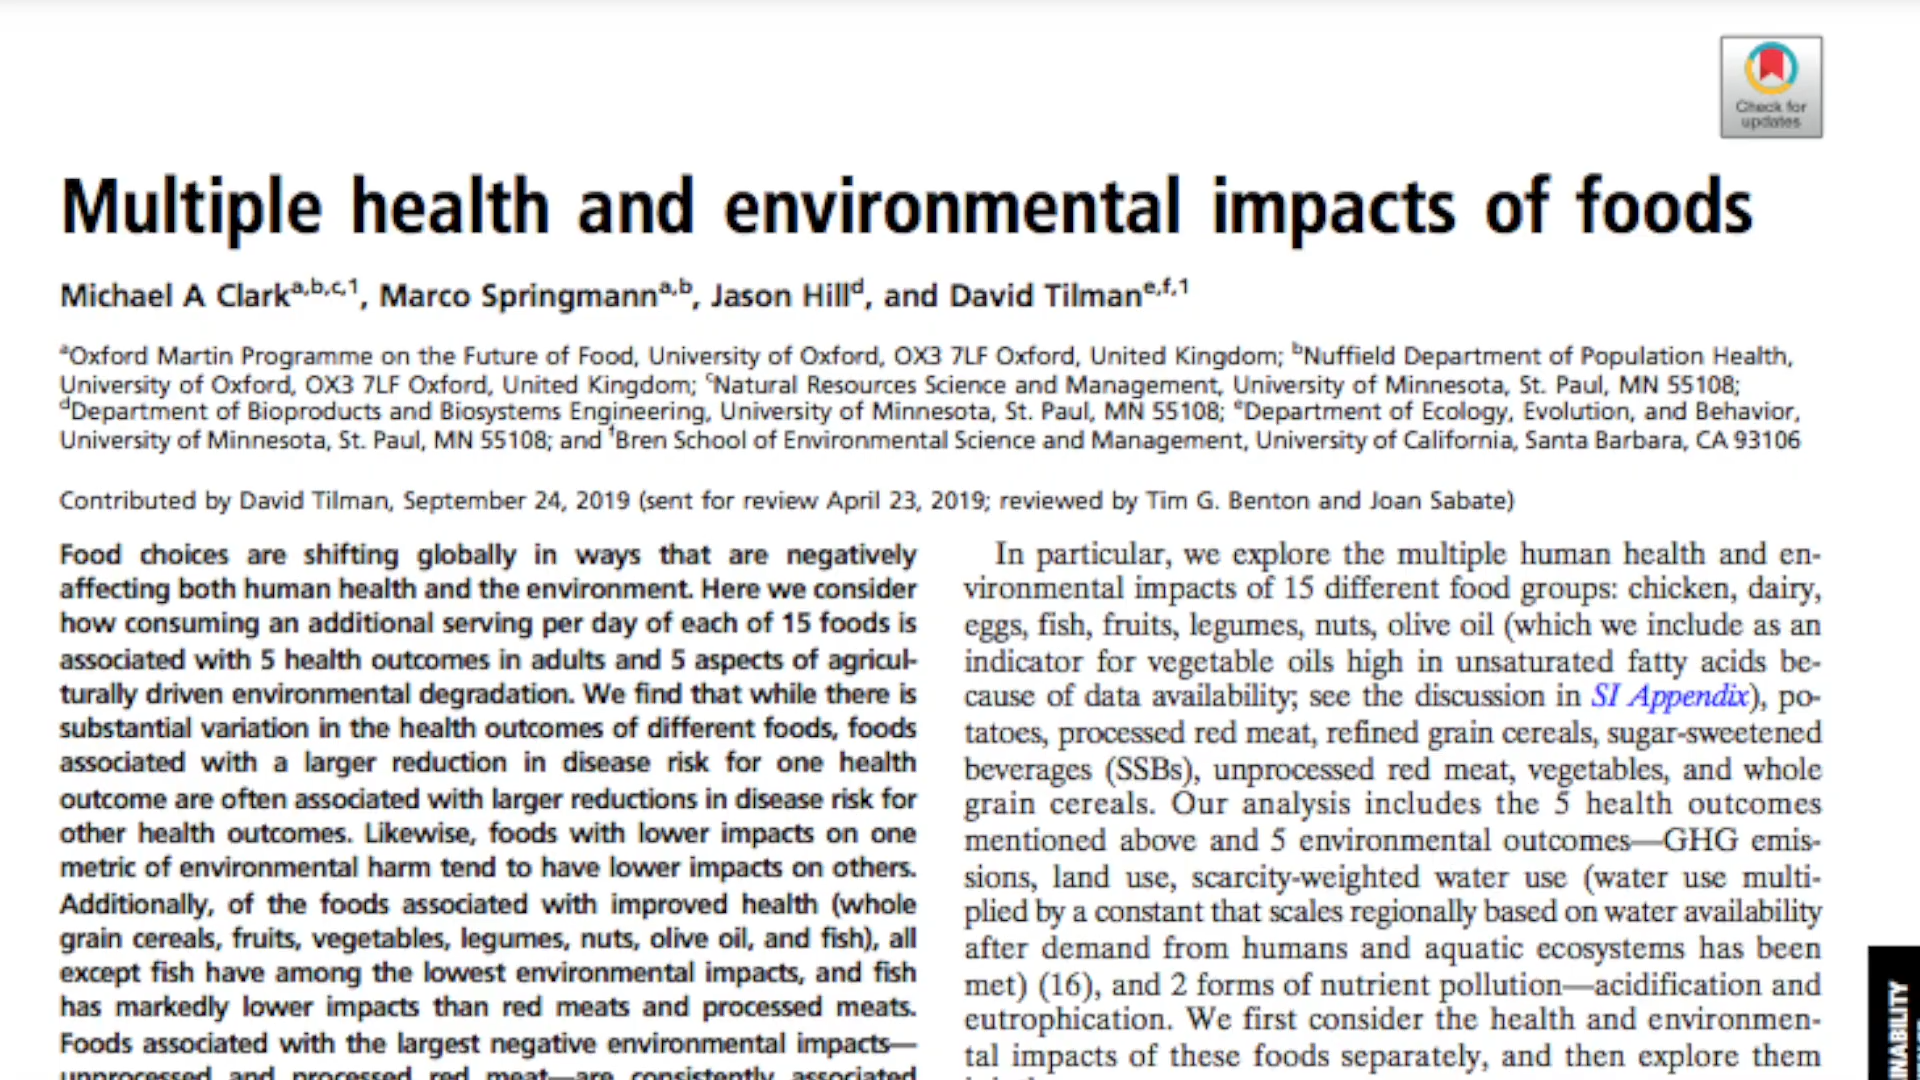 Check for
updates
Multiple health and environmental impacts of foods
Michael A Clarka,b,c,1, Marco Springmanna,b, Jason Hilld, and David Tilmane,f,1
aOxford Martin Programme on the Future of Food, University of Oxford, OX3 7LF Oxford, United Kingdom; bNuffield Department of Population Health,
University of Oxford, OX3 7LF Oxford, United Kingdom; cNatural Resources Science and Management, University of Minnesota, St. Paul, MN 55108;
dDepartment of Bioproducts and Biosystems Engineering, University of Minnesota, St. Paul, MN 55108; eDepartment of Ecology, Evolution, and Behavior,
University of Minnesota, St. Paul, MN 55108; and fBren School of Environmental Science and Management, University of California, Santa Barbara, CA 93106
Contributed by David Tilman, September 24, 2019 (sent for review April 23, 2019; reviewed by Tim G. Benton and Joan Sabate)
Food choices are shifting globally in ways that are negatively
affecting both human health and the environment. Here we consider
how consuming an additional serving per day of each of 15 foods is
associated with 5 health outcomes in adults and 5 aspects of agricul-
turally driven environmental degradation. We find that while there is
substantial variation in the health outcomes of different foods, foods
associated with a larger reduction in disease risk for one health
outcome are often associated with larger reductions in disease risk for
other health outcomes. Likewise, foods with lower impacts on one
metric of environmental harm tend to have lower impacts on others.
Additionally, of the foods associated with improved health (whole
grain cereals, fruits, vegetables, legumes, nuts, olive oil, and fish), all
except fish have among the lowest environmental impacts, and fish
has markedly lower impacts than red meats and processed meats.
Foods associated with the largest negative environmental impacts—
unprocessed and processed red meat—are consistently associated
In particular, we explore the multiple human health and en-
vironmental impacts of 15 different food groups: chicken, dairy,
eggs, fish, fruits, legumes, nuts, olive oil (which we include as an
indicator for vegetable oils high in unsaturated fatty acids be-
cause of data availability; see the discussion in SI Appendix), po-
tatoes, processed red meat, refined grain cereals, sugar-sweetened
beverages (SSBs), unprocessed red meat, vegetables, and whole
grain cereals. Our analysis includes the 5 health outcomes
mentioned above and 5 environmental outcomes—GHG emis-
sions, land use, scarcity-weighted water use (water use multi-
plied by a constant that scales regionally based on water availability
after demand from humans and aquatic ecosystems has been
met) (16), and 2 forms of nutrient pollution—acidification and
eutrophication. We first consider the health and environmen-
tal impacts of these foods separately, and then explore them